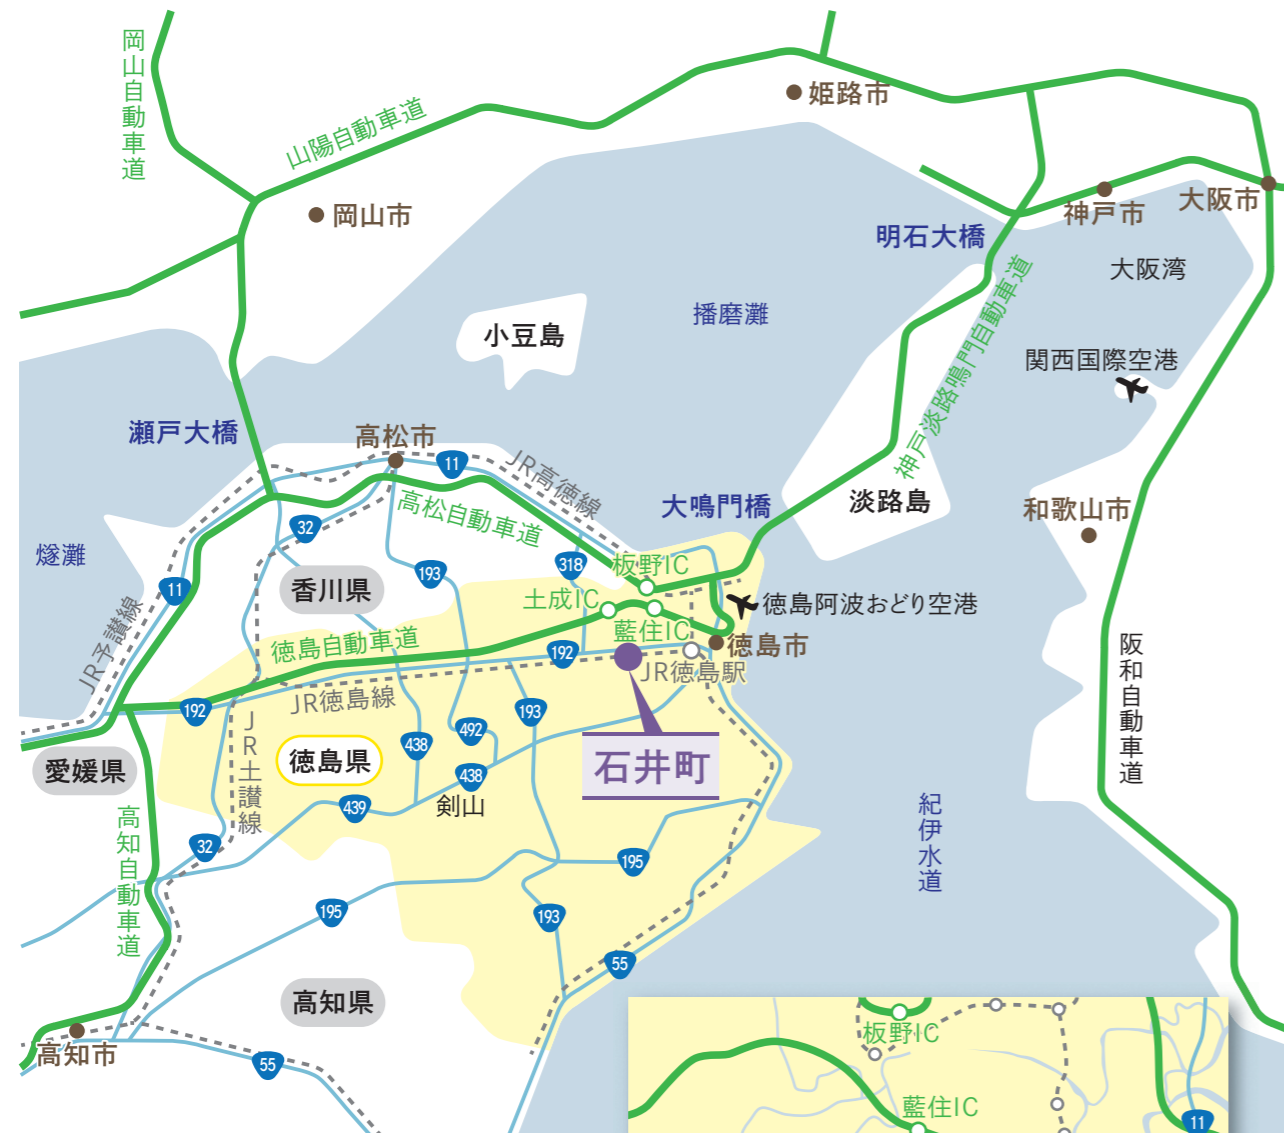 岡山自動車道
山陽自動車道
姫路市
岡山市
神戸市
大阪市
明石大橋
大阪湾
播磨灘
小豆島
神戸淡路鳴門自動車道
関西国際空港
瀬戸大橋
高松市
11
JR高徳線
高松自動車道
大鳴門橋
淡路島
和歌山市
32
燧灘
193
318
板野IC
香川県
11
土成IC
徳島阿波おどり空港
藍住IC
徳島自動車道
徳島市
192
JR徳島駅
JR予讃線
JR徳島線
192
JR土讃線
193
492
438
徳島県
石井町
愛媛県
438
439
剣山
阪和自動車道
紀伊水道
高知自動車道
32
195
195
193
55
高知県
高知市
55
板野IC
藍住IC
11